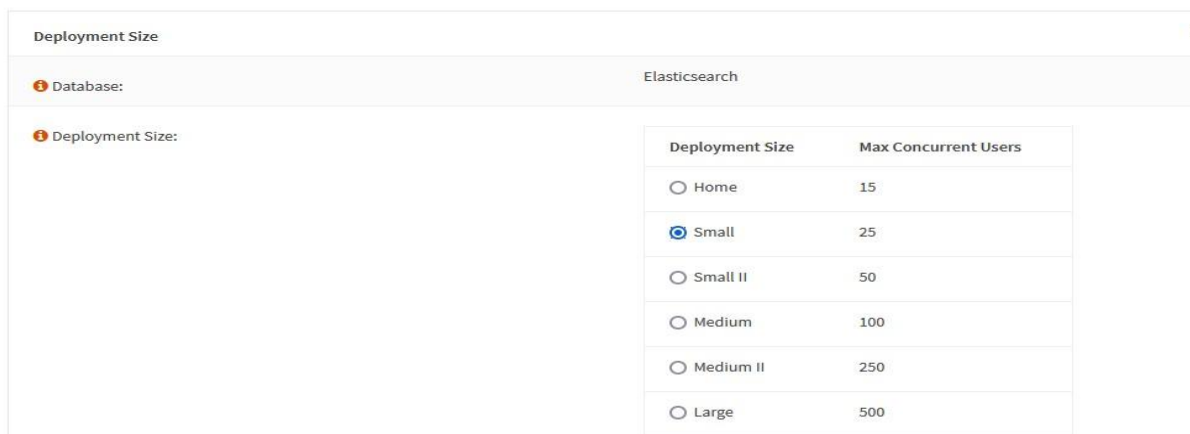 Deployment Size
Database:
Elasticsearch
Deployment Size:
Deployment Size Max Concurrent Users
Home 15
Small 25
Small II 50
Medium 100
Medium II 250
Large 500